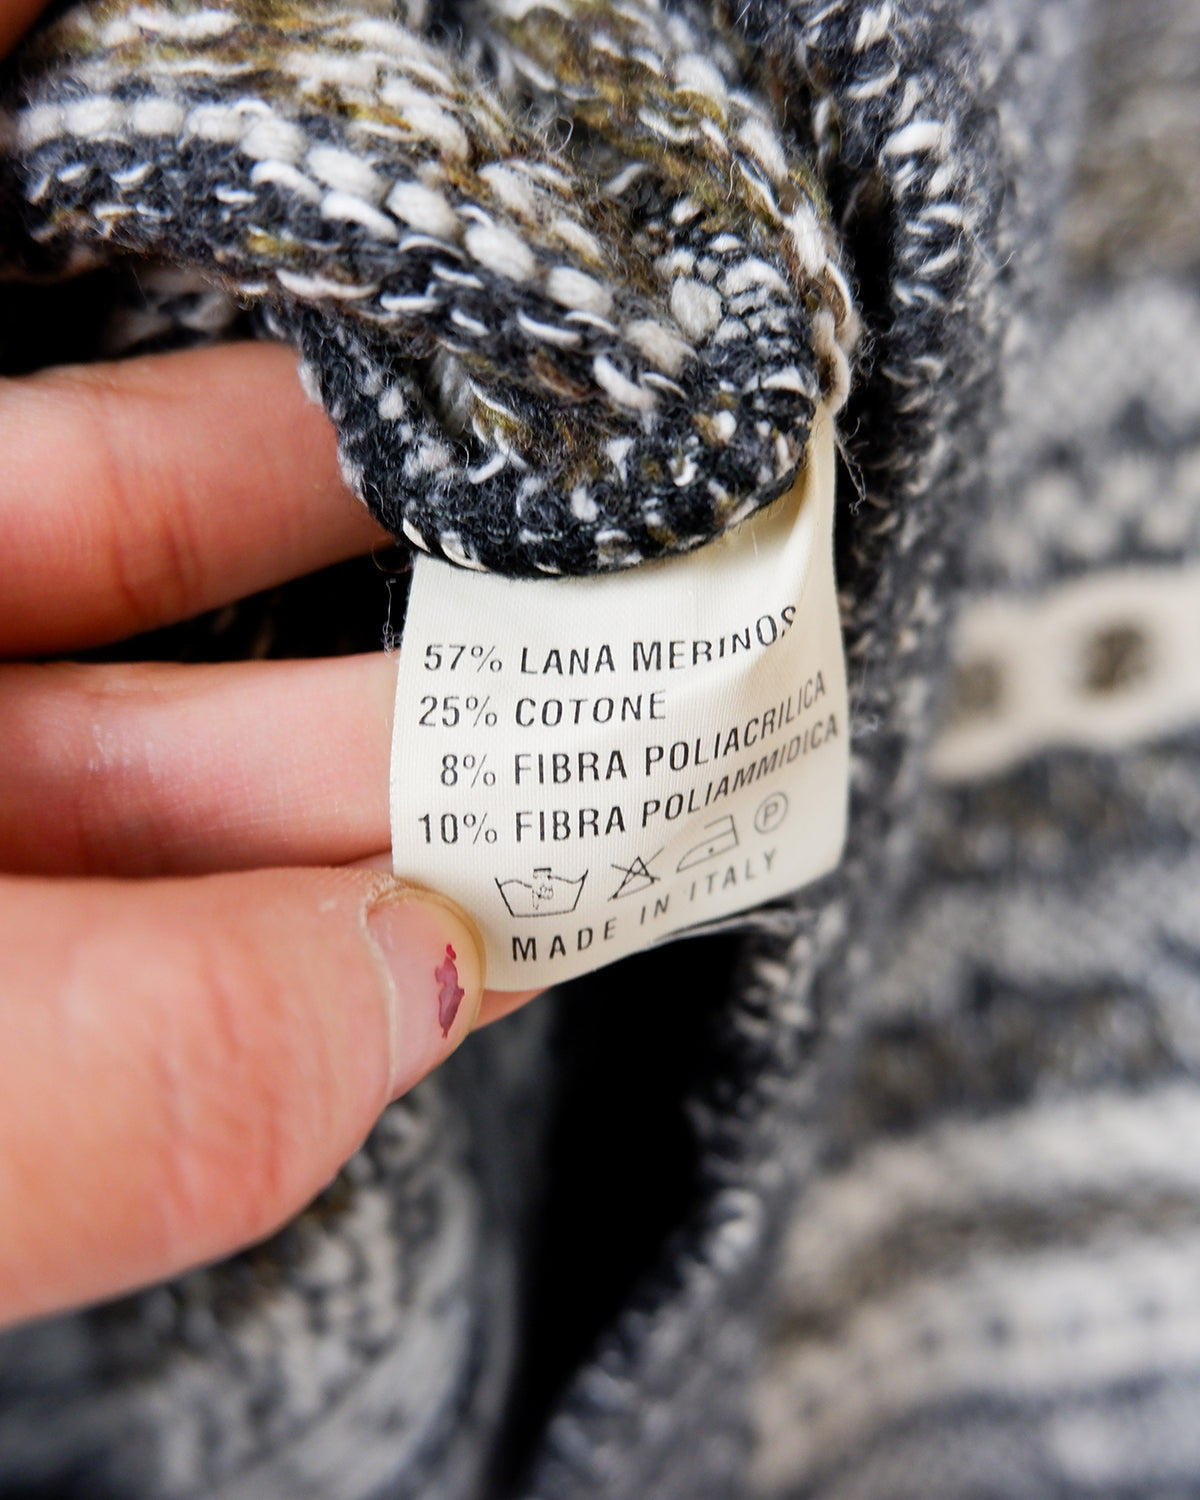 57% LANA MERINOS
25% COTONE
8% FIBRA POLIACRILICA
10% FIBRA POLIAMMIDICA
P
MADE IN ITALY